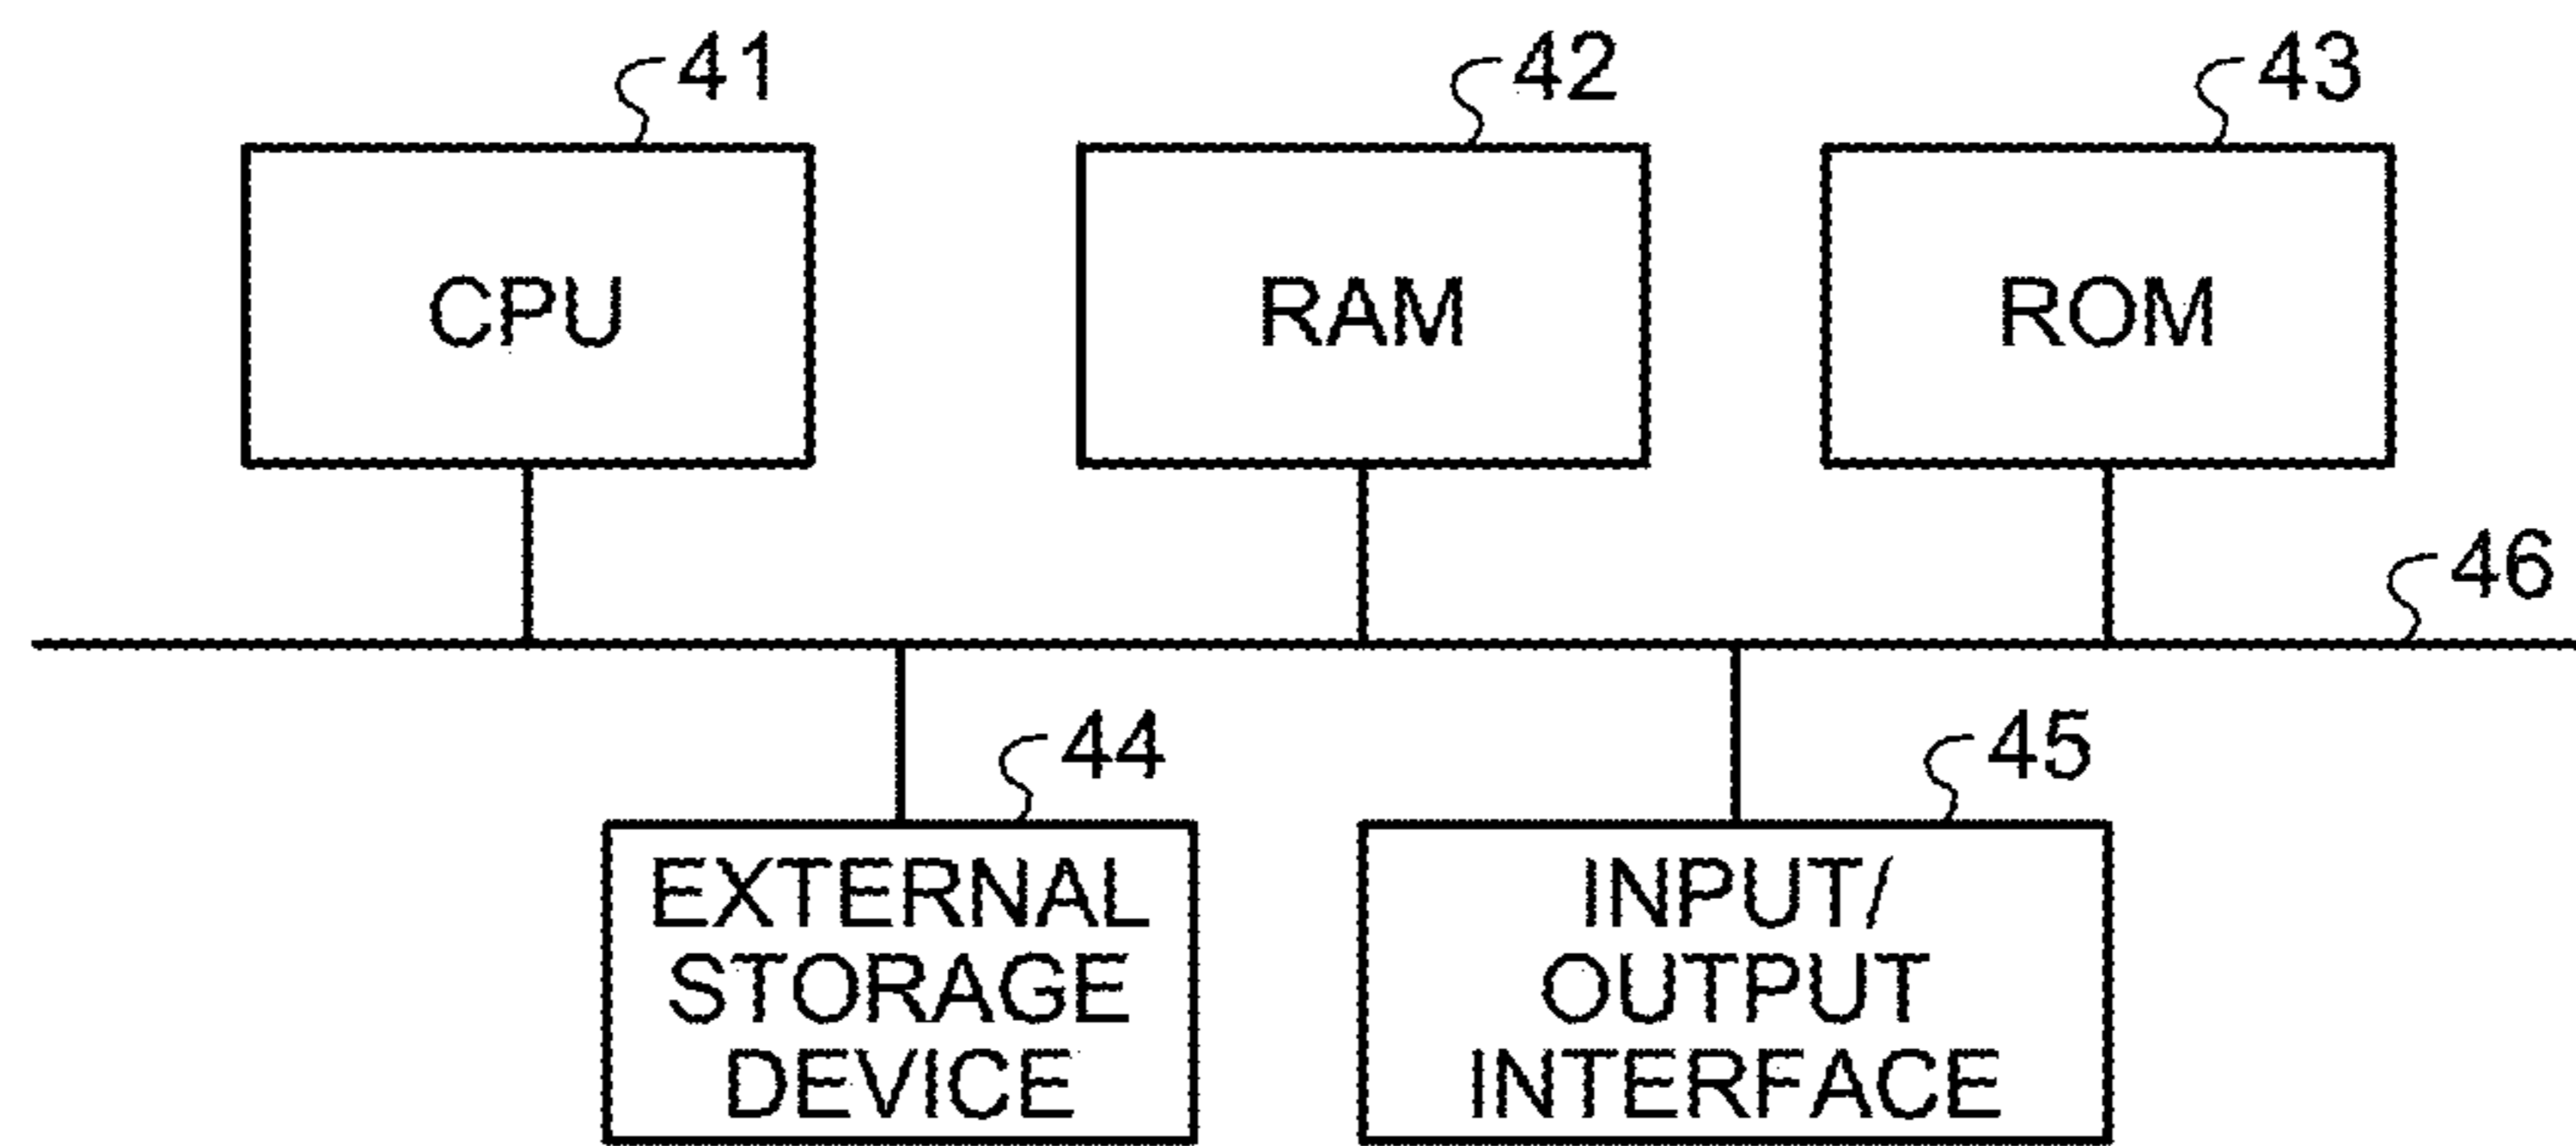 41
42
43
CPU
RAM
ROM
46
44
45
EXTERNAL
STORAGE
DEVICE
INPUT/
OUTPUT
INTERFACE